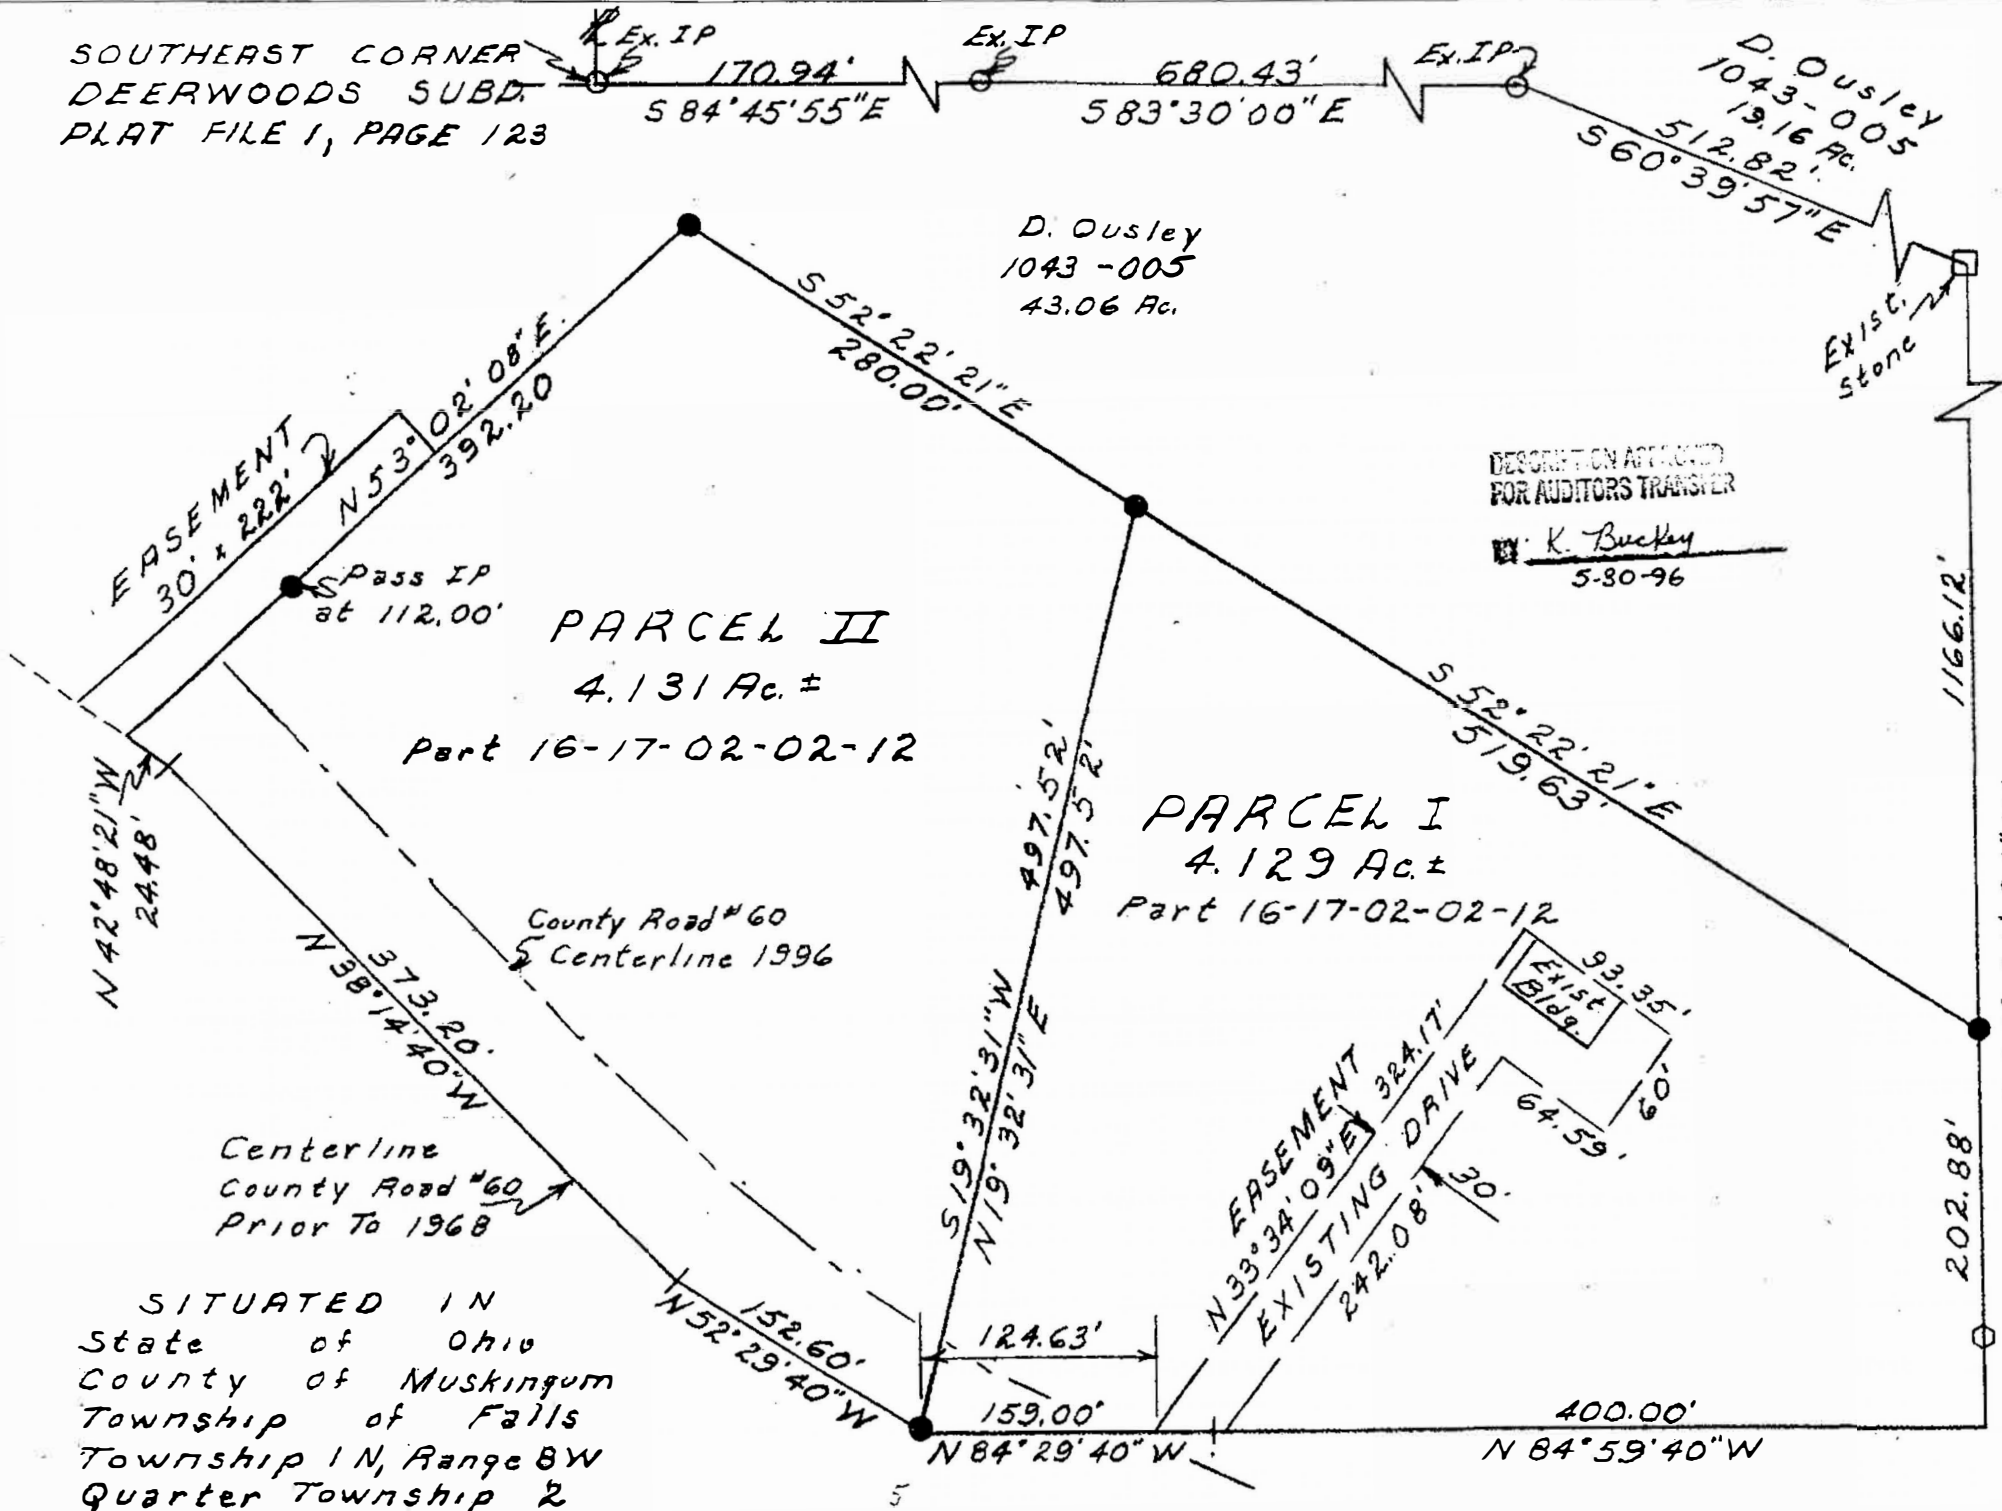 SOUTHEAST CORNER
DEERWOODS SUBD.
PLAT FILE 1, PAGE 123
Ex. IP
170.94'
S 84°45'55"E
Ex. IP
680.43'
S 83°30'00"E
Ex. IP
D. Ousley
1043-005
19.16 Ac.
512.82'
S 60°39'57"E
D. Ousley
1043-005
43.06 Ac.
Exist.
Stone
S 52°22'21"E
280.00'
N 53°02'08"E.
392.20
EASEMENT
30' x 222'
DESCRIPTION APPROVED
FOR AUDITORS TRANSFER
BY: K. Buckey
5-30-96
Pass IP
at 112.00'
PARCEL II
4.131 Ac. ±
Part 16-17-02-02-12
1166.12'
S 52°22'21"E
519.63'
497.52'
497.52'
PARCEL I
4.129 Ac. ±
Part 16-17-02-02-12
N 42°48'21"W
24.48'
County Road #60
Centerline 1996
373.20'
N 38°14'40"W
Exist
Bldg.
93.35'
60'
64.59'
S 19°32'31"W
N 19°32'31"E
EASEMENT
N 33°34'09"E 324.17'
EXISTING DRIVE
242.08'
30'
202.88'
Centerline
County Road #60
Prior To 1968
152.60'
N 52°29'40"W
124.63'
159.00'
N 84°29'40"W
400.00'
N 84°59'40"W
SITUATED IN
State of Ohio
County of Muskingum
Township of Falls
Township 1N, Range 8W
Quarter Township 2